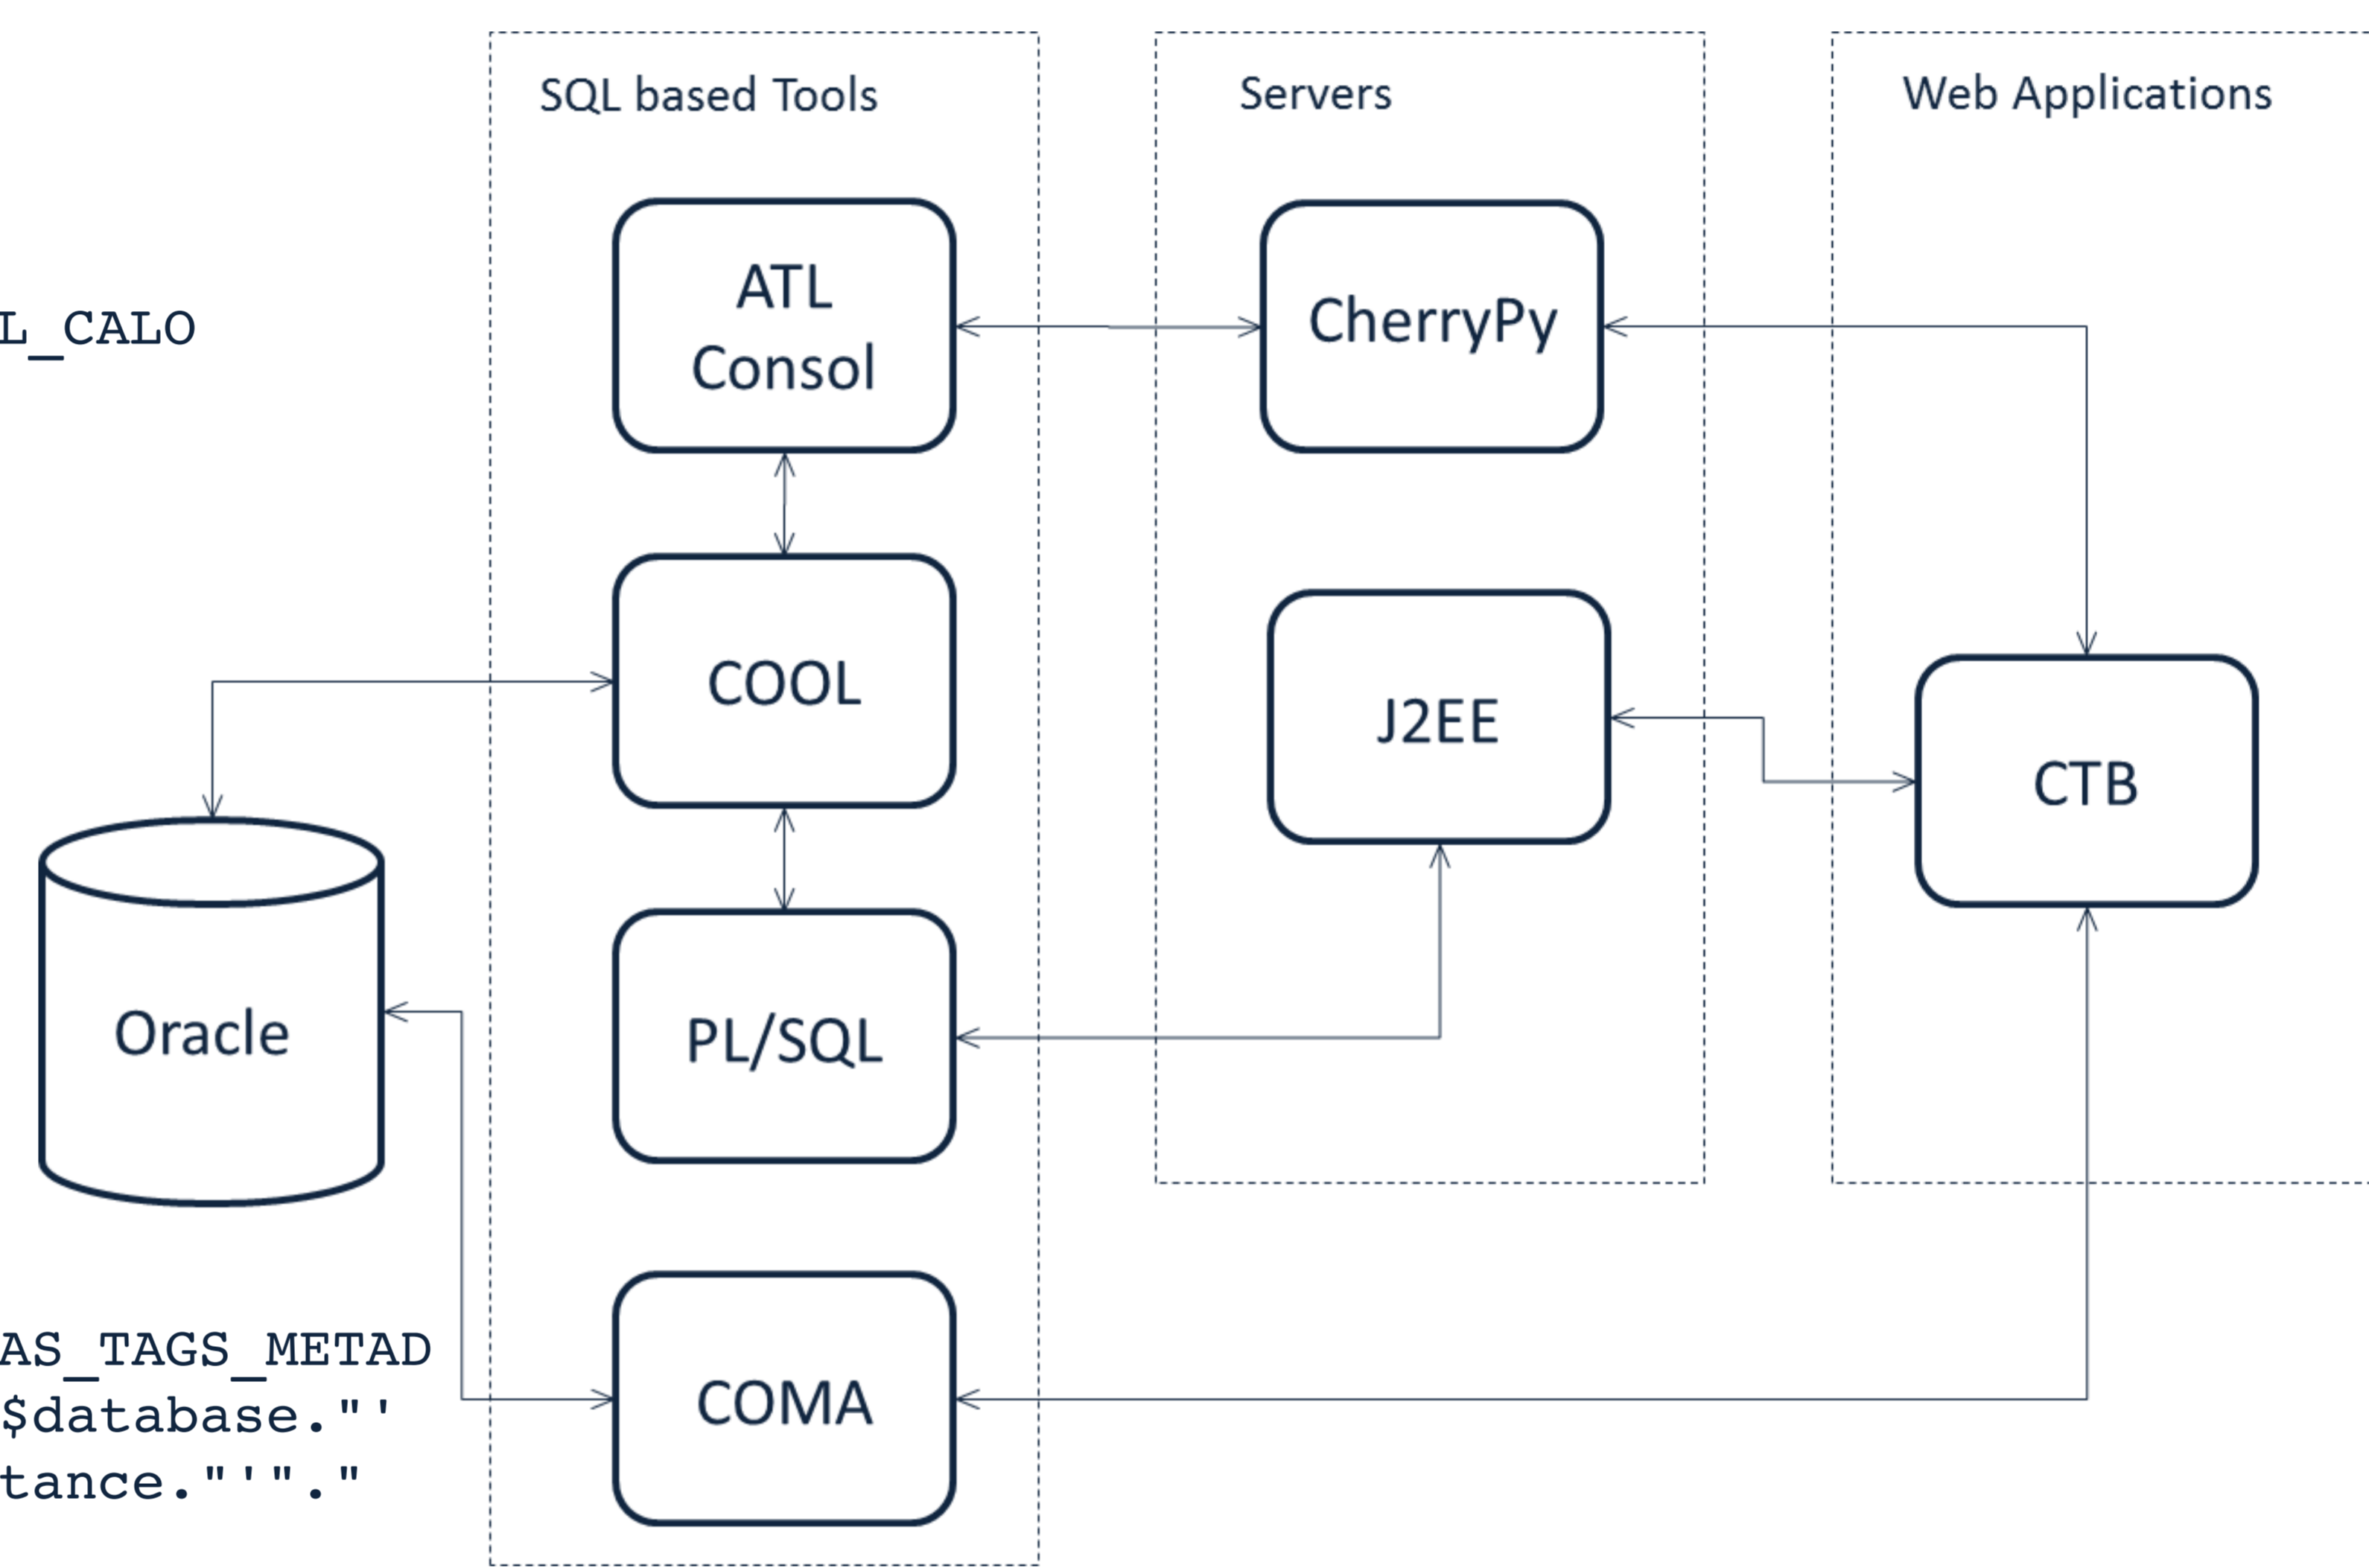 SQL based Tools
Servers
Web Applications
ATL
Consol
CherryPy
L_CALO
COOL
J2EE
CTB
Oracle
PL/SQL
COMA
AS_TAGS_METAD
$database."'
tance."'"."